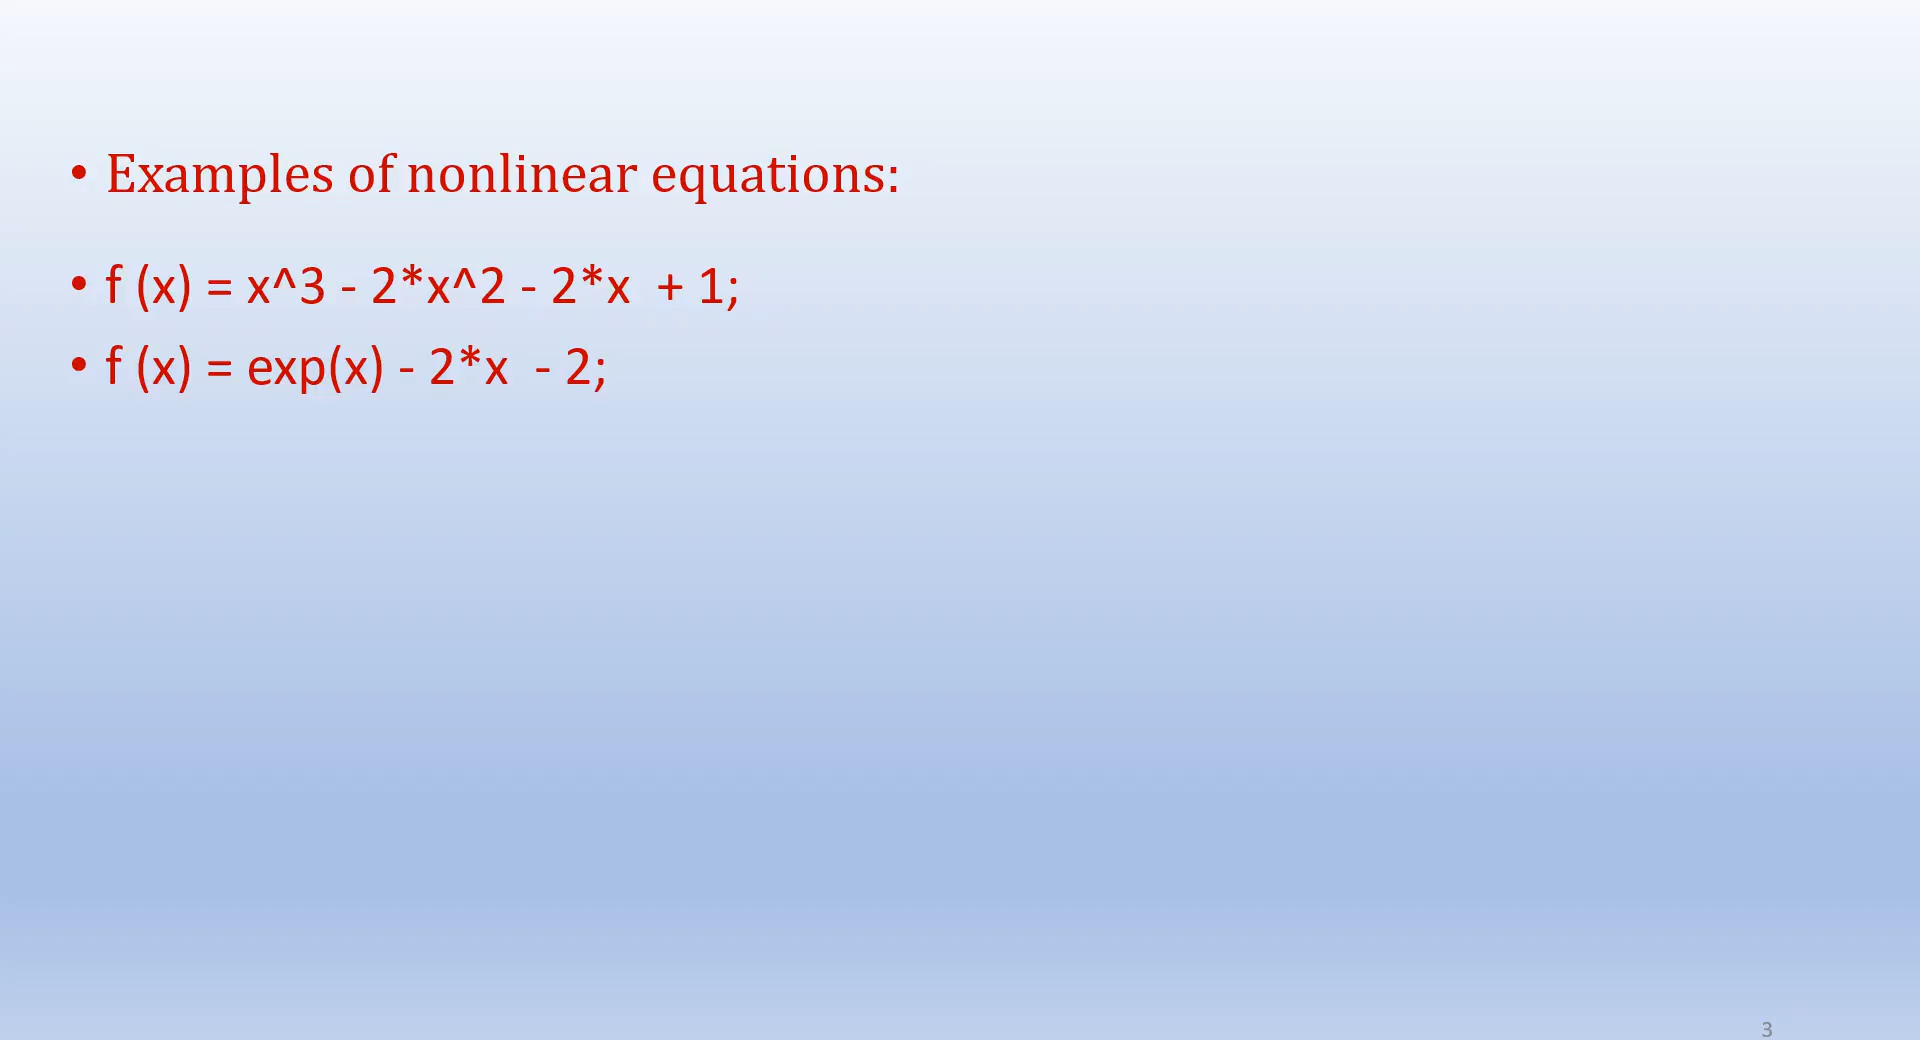 • Examples of nonlinear equations:
• f (x) = x^3 - 2*x^2 - 2*x  + 1;
• f (x) = exp(x) - 2*x  - 2;
3